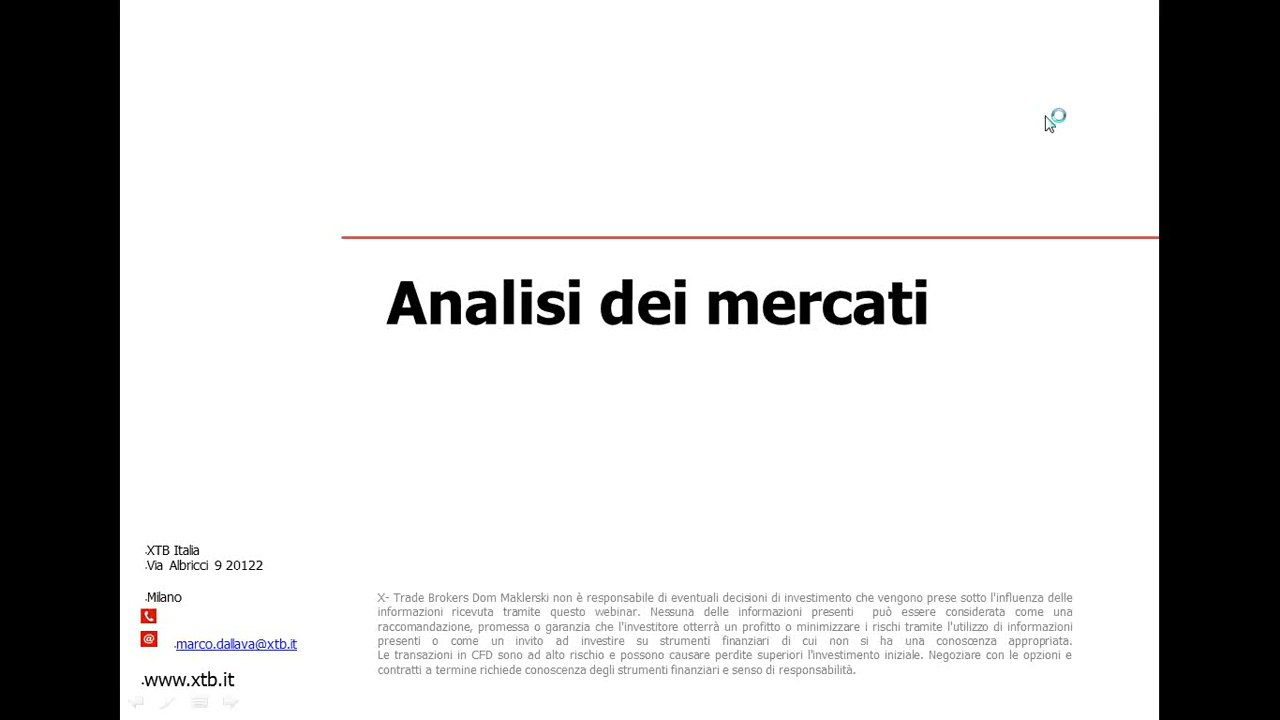 Analisi dei mercati
XTB Italia
Via Albricci 9 20122
Milano
marco.dallava@xtb.it
www.xtb.it
X- Trade Brokers Dom Maklerski non è responsabile di eventuali decisioni di investimento che vengono prese sotto l'influenza delle
informazioni ricevuta tramite questo webinar. Nessuna delle informazioni presenti può essere considerata come una
raccomandazione, promessa o garanzia che l'investitore otterrà un profitto o minimizzare i rischi tramite l'utilizzo di informazioni
presenti o come un invito ad investire su strumenti finanziari di cui non si ha una conoscenza appropriata.
Le transazioni in CFD sono ad alto rischio e possono causare perdite superiori l'investimento iniziale. Negoziare con le opzioni e
contratti a termine richiede conoscenza degli strumenti finanziari e senso di responsabilità.